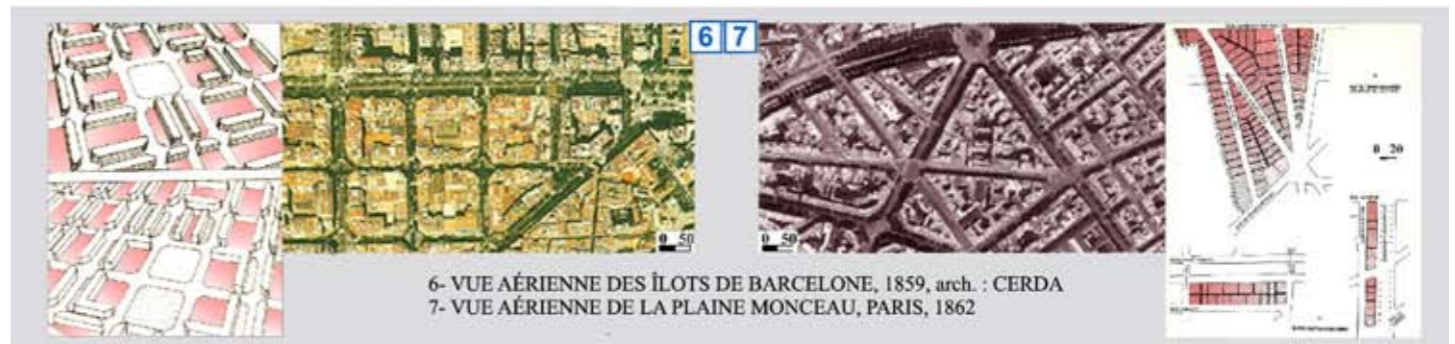 6 7
0 50
0 50
0 20
6- VUE AÉRIENNE DES ÎLOTS DE BARCELONE, 1859, arch. : CERDA
7- VUE AÉRIENNE DE LA PLAINE MONCEAU, PARIS, 1862